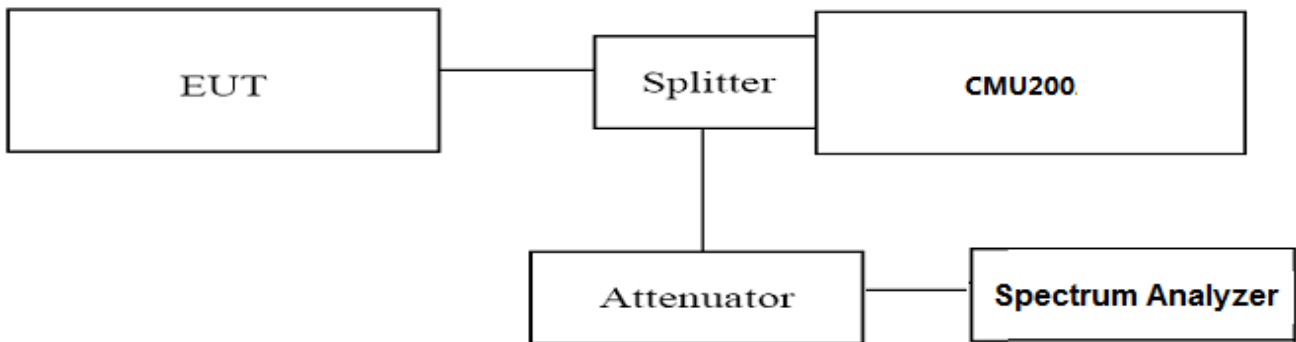 EUT
Splitter
CMU200
Attenuator
Spectrum Analyzer